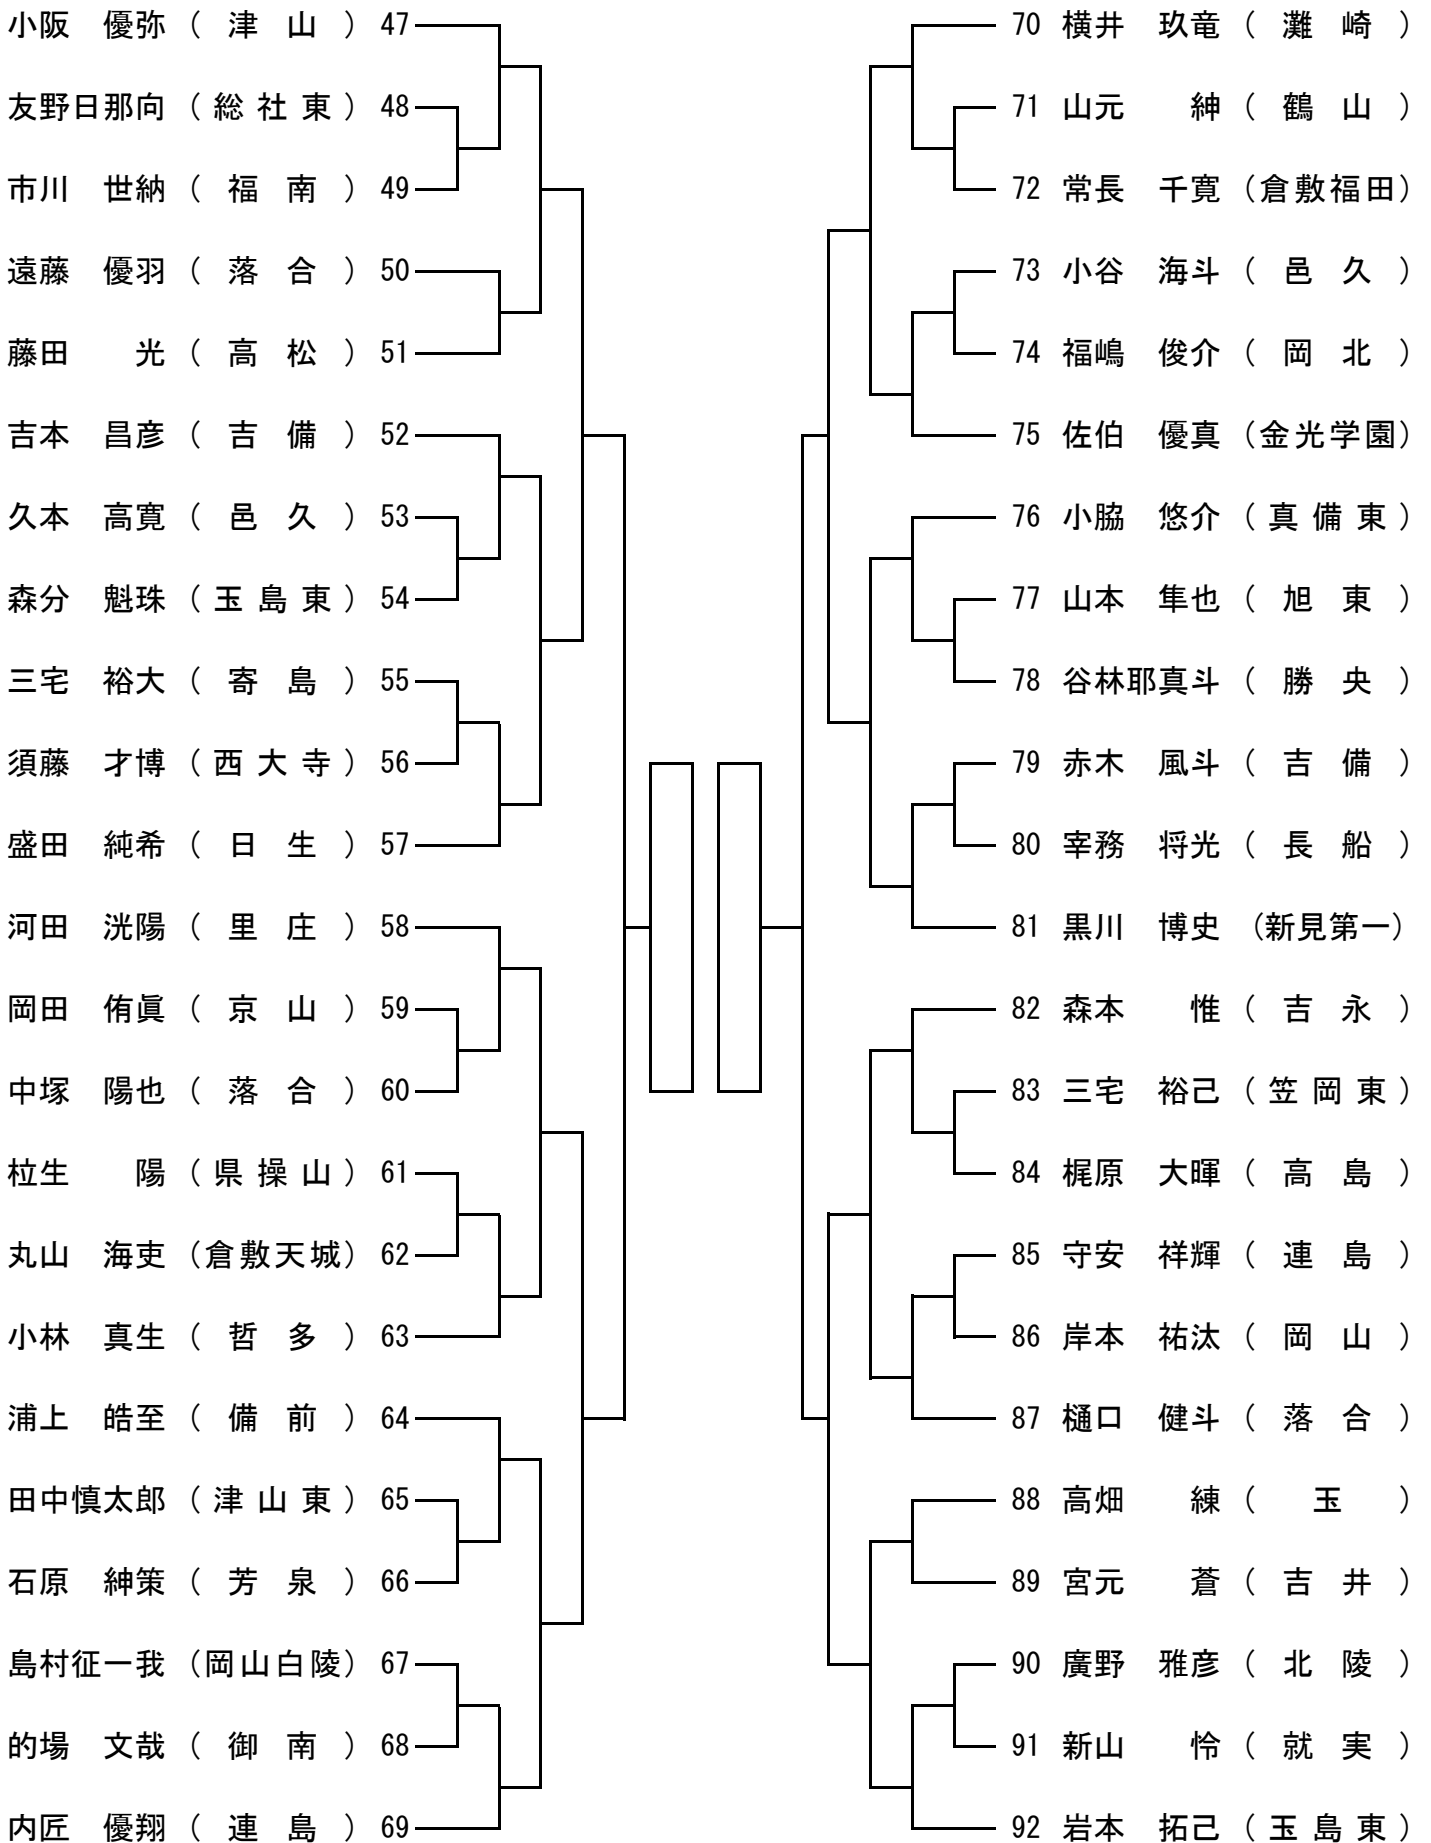 小阪　優弥（津山）47
友野日那向（総社東）48
市川　世納（福南）49
遠藤　優羽（落合）50
藤田　光（高松）51
吉本　昌彦（吉備）52
久本　高寛（邑久）53
森分　魁珠（玉島東）54
三宅　裕大（寄島）55
須藤　才博（西大寺）56
盛田　純希（日生）57
河田　洸陽（里庄）58
岡田　侑眞（京山）59
中塚　陽也（落合）60
柆生　陽（県操山）61
丸山　海吏（倉敷天城）62
小林　真生（哲多）63
浦上　皓至（備前）64
田中慎太郎（津山東）65
石原　紳策（芳泉）66
島村征一我（岡山白陵）67
的場　文哉（御南）68
内匠　優翔（連島）69
70 横井　玖竜（灘崎）
71 山元　紳（鶴山）
72 常長　千寛（倉敷福田）
73 小谷　海斗（邑久）
74 福嶋　俊介（岡北）
75 佐伯　優真（金光学園）
76 小脇　悠介（真備東）
77 山本　隼也（旭東）
78 谷林耶真斗（勝央）
79 赤木　風斗（吉備）
80 宰務　将光（長船）
81 黒川　博史（新見第一）
82 森本　惟（吉永）
83 三宅　裕己（笠岡東）
84 梶原　大暉（高島）
85 守安　祥輝（連島）
86 岸本　祐汰（岡山）
87 樋口　健斗（落合）
88 高畑　練（玉）
89 宮元　蒼（吉井）
90 廣野　雅彦（北陵）
91 新山　怜（就実）
92 岩本　拓己（玉島東）